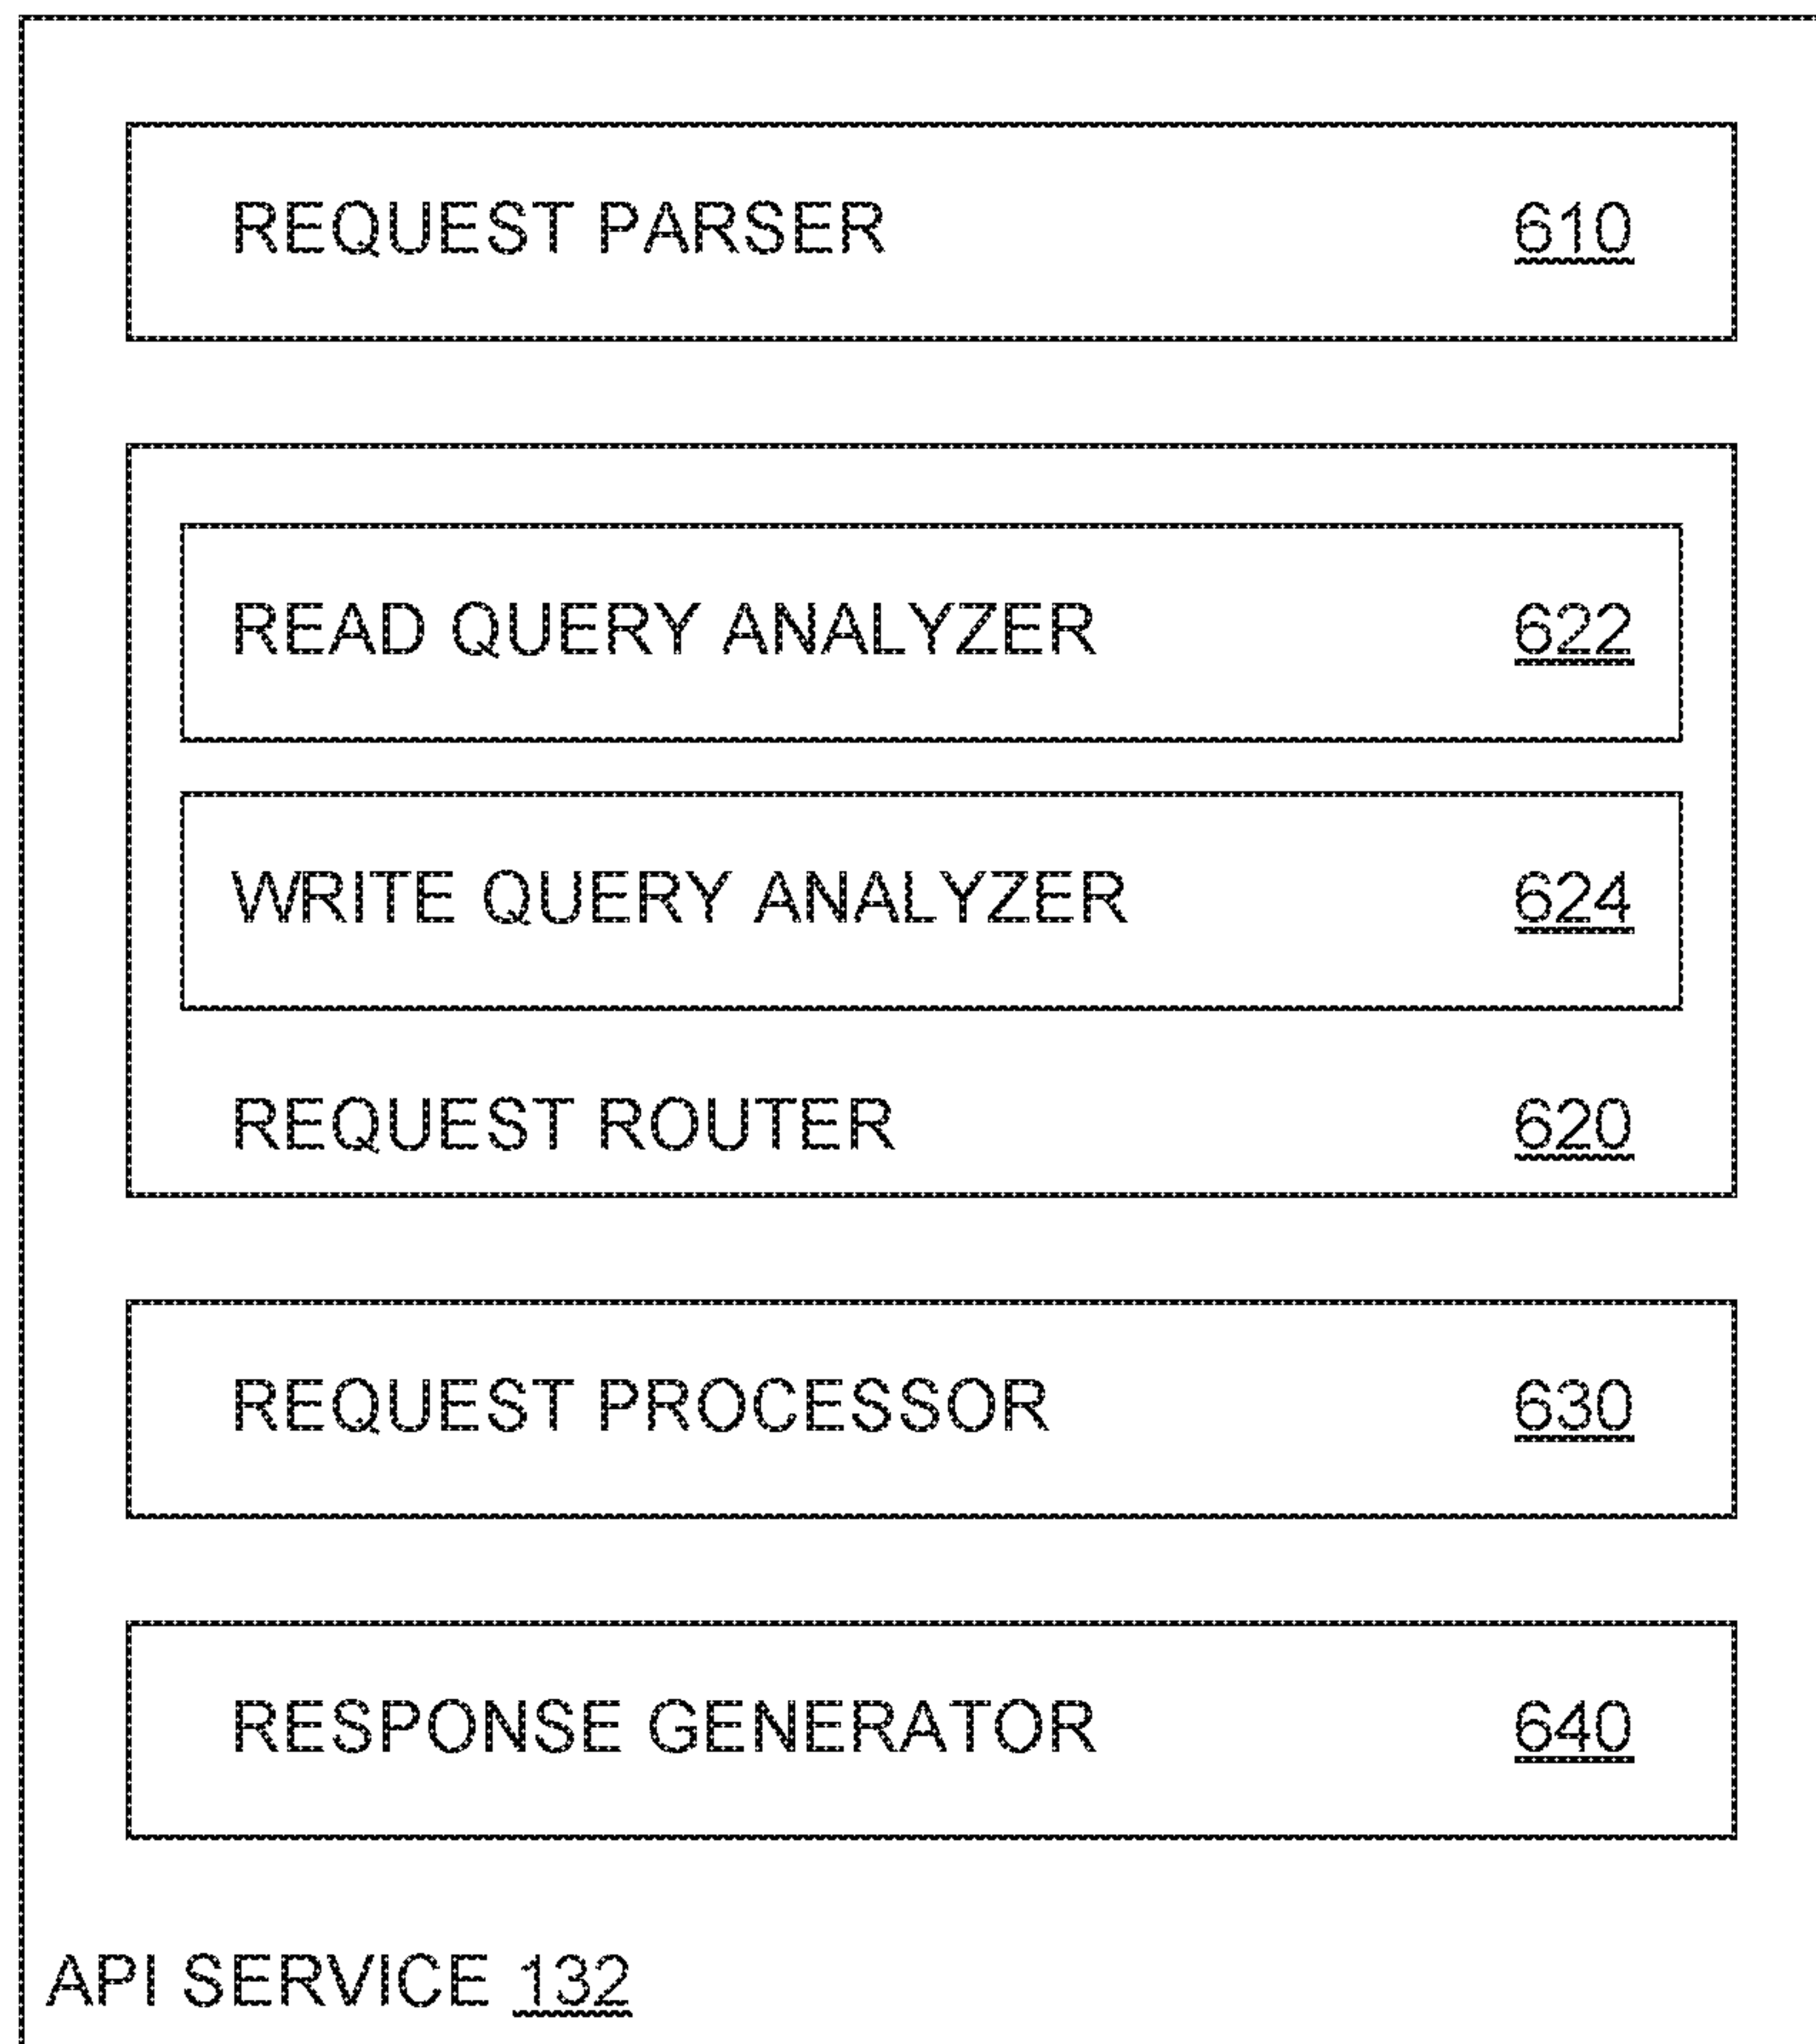 REQUEST PARSER 610
READ QUERY ANALYZER 622
WRITE QUERY ANALYZER 624
REQUEST ROUTER 620
REQUEST PROCESSOR 630
RESPONSE GENERATOR 640
API SERVICE 132